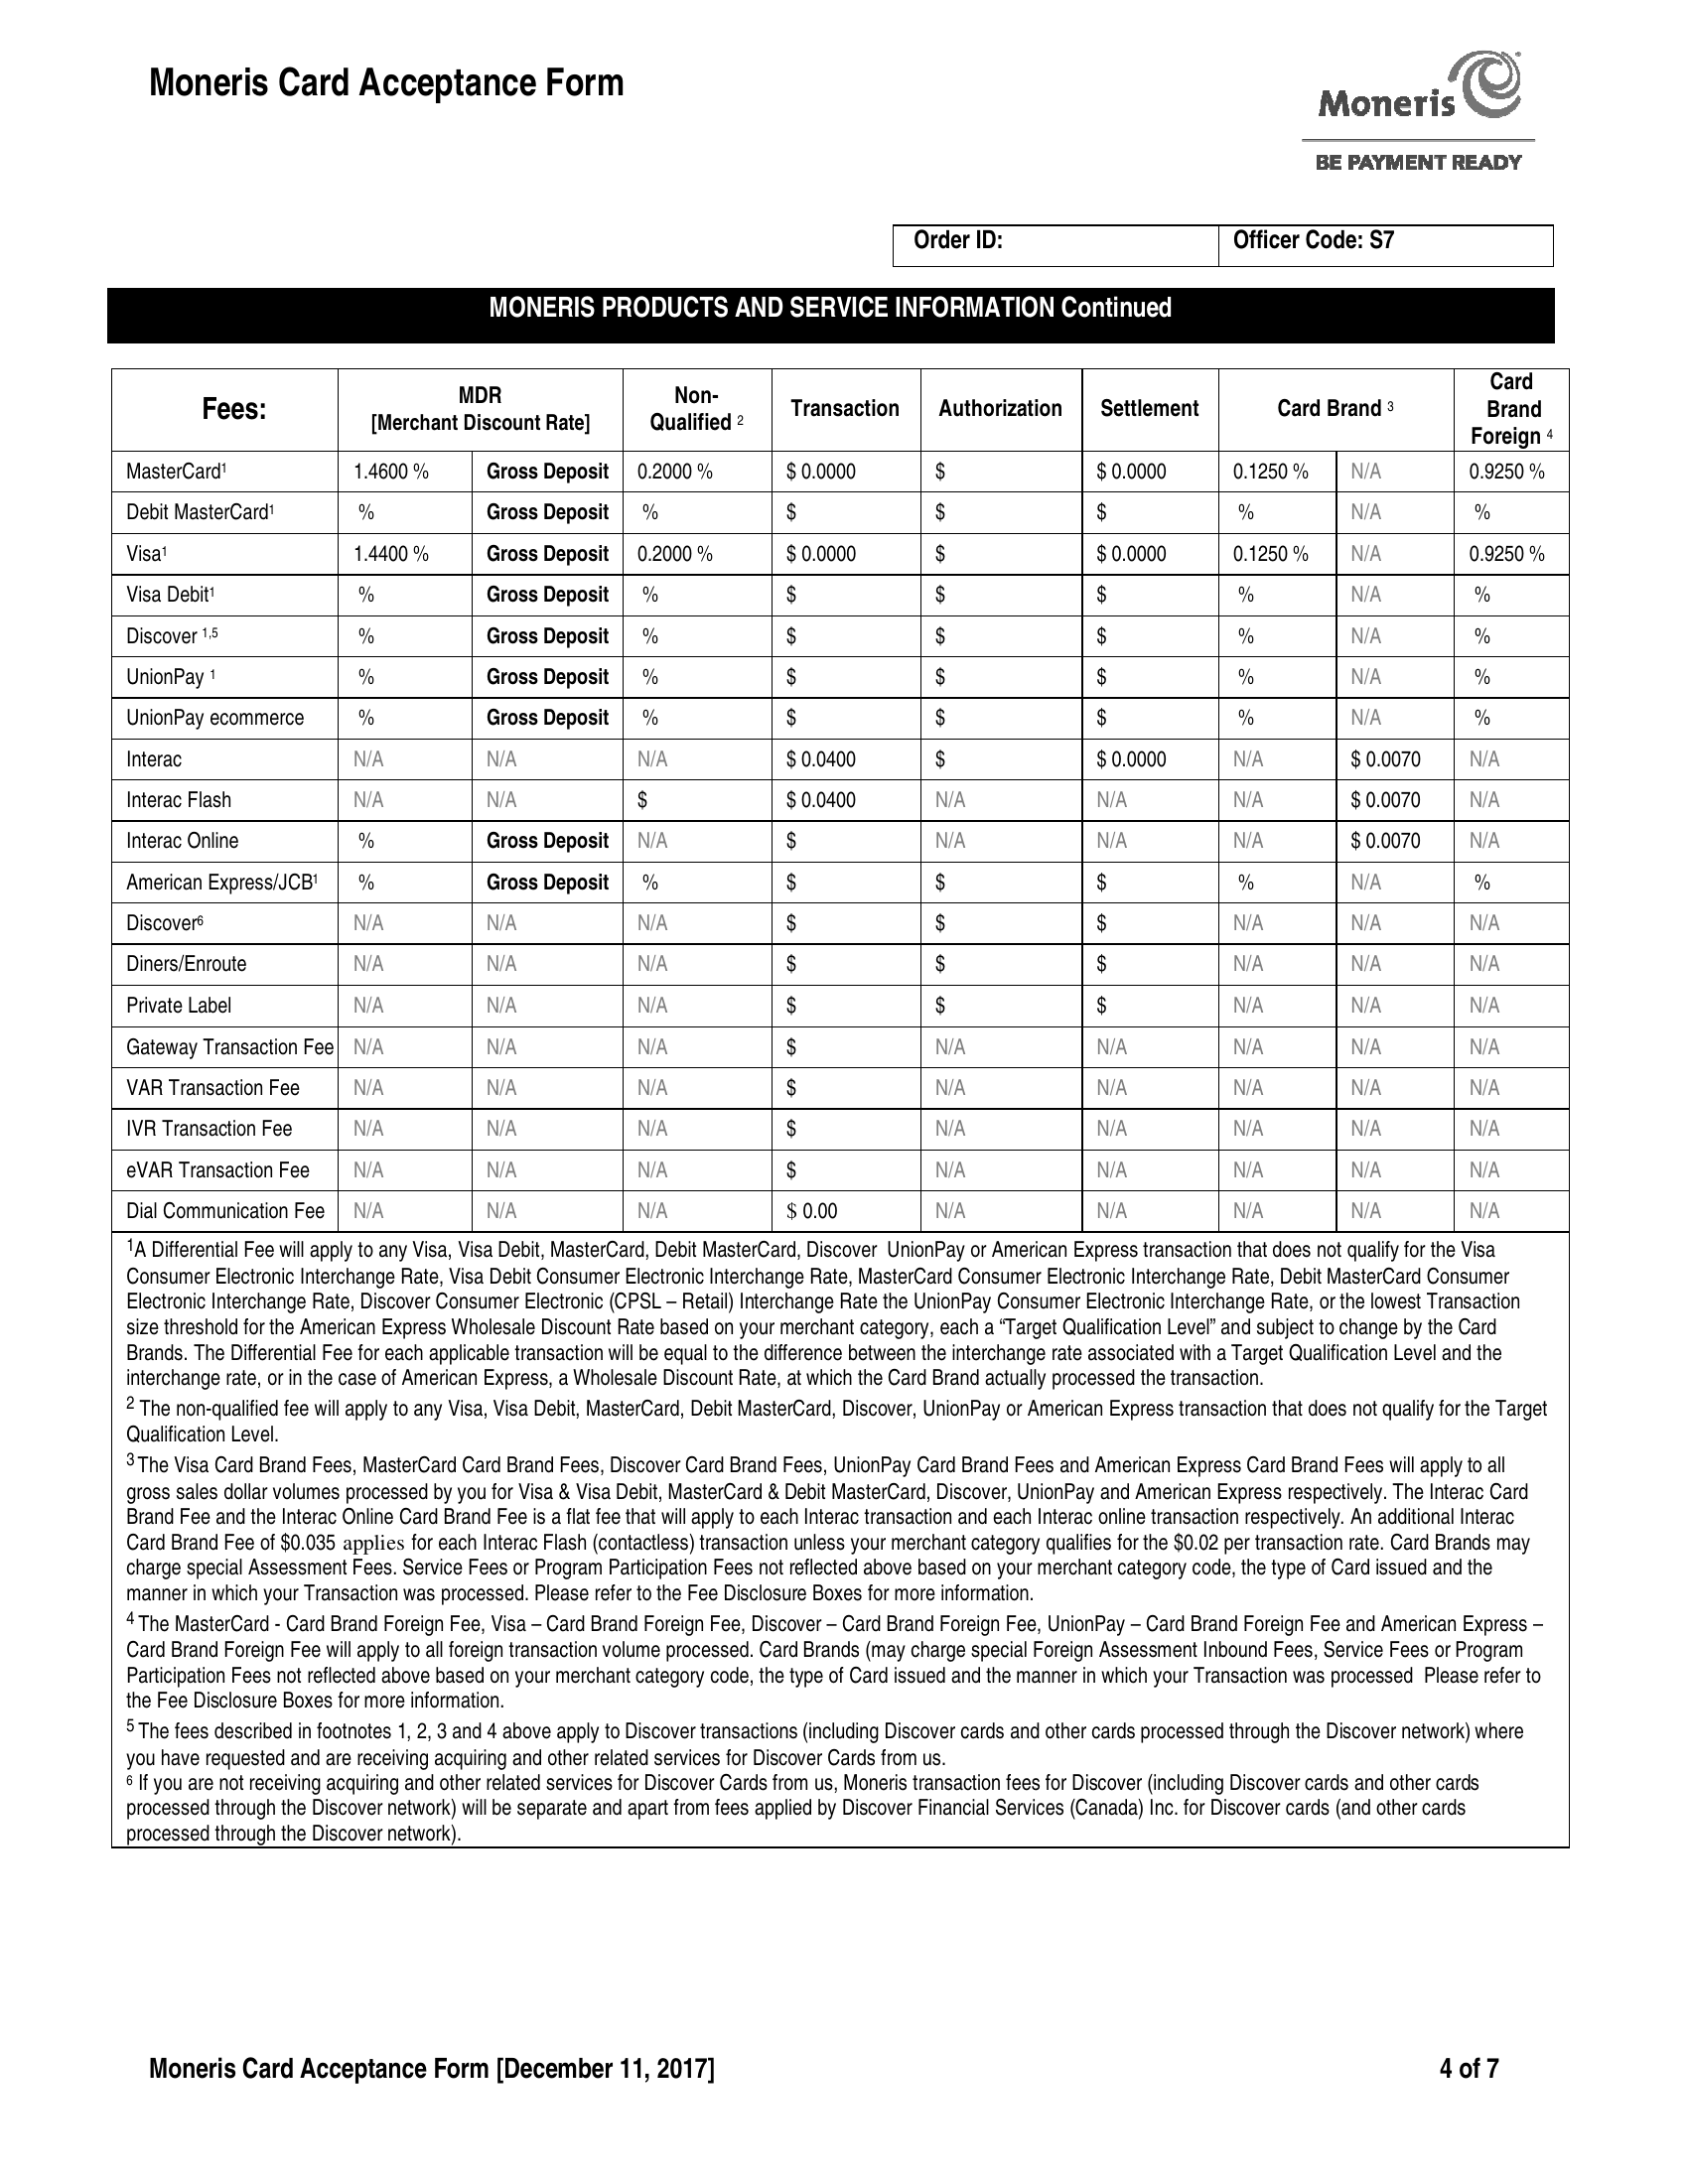 Moneris Card Acceptance Form
Moneris
BE PAYMENT READY
Order ID: Officer Code: S7
MONERIS PRODUCTS AND SERVICE INFORMATION Continued
Fees: MDR [Merchant Discount Rate] Non-Qualified 2 Transaction Authorization Settlement Card Brand 3 Card Brand Foreign 4
MasterCard1 1.4600 % Gross Deposit 0.2000 % $ 0.0000 $ $ 0.0000 0.1250 % N/A 0.9250 %
Debit MasterCard1 % Gross Deposit % $ $ $ % N/A %
Visa1 1.4400 % Gross Deposit 0.2000 % $ 0.0000 $ $ 0.0000 0.1250 % N/A 0.9250 %
Visa Debit1 % Gross Deposit % $ $ $ % N/A %
Discover 1,5 % Gross Deposit % $ $ $ % N/A %
UnionPay 1 % Gross Deposit % $ $ $ % N/A %
UnionPay ecommerce % Gross Deposit % $ $ $ % N/A %
Interac N/A N/A N/A $ 0.0400 $ $ 0.0000 N/A $ 0.0070 N/A
Interac Flash N/A N/A $ $ 0.0400 N/A N/A N/A $ 0.0070 N/A
Interac Online % Gross Deposit N/A $ N/A N/A N/A $ 0.0070 N/A
American Express/JCB1 % Gross Deposit % $ $ $ % N/A %
Discover6 N/A N/A N/A $ $ $ N/A N/A N/A
Diners/Enroute N/A N/A N/A $ $ $ N/A N/A N/A
Private Label N/A N/A N/A $ $ $ N/A N/A N/A
Gateway Transaction Fee N/A N/A N/A $ N/A N/A N/A N/A N/A
VAR Transaction Fee N/A N/A N/A $ N/A N/A N/A N/A N/A
IVR Transaction Fee N/A N/A N/A $ N/A N/A N/A N/A N/A
eVAR Transaction Fee N/A N/A N/A $ N/A N/A N/A N/A N/A
Dial Communication Fee N/A N/A N/A $ 0.00 N/A N/A N/A N/A N/A
1A Differential Fee will apply to any Visa, Visa Debit, MasterCard, Debit MasterCard, Discover UnionPay or American Express transaction that does not qualify for the Visa
Consumer Electronic Interchange Rate, Visa Debit Consumer Electronic Interchange Rate, MasterCard Consumer Electronic Interchange Rate, Debit MasterCard Consumer
Electronic Interchange Rate, Discover Consumer Electronic (CPSL – Retail) Interchange Rate the UnionPay Consumer Electronic Interchange Rate, or the lowest Transaction
size threshold for the American Express Wholesale Discount Rate based on your merchant category, each a “Target Qualification Level” and subject to change by the Card
Brands. The Differential Fee for each applicable transaction will be equal to the difference between the interchange rate associated with a Target Qualification Level and the
interchange rate, or in the case of American Express, a Wholesale Discount Rate, at which the Card Brand actually processed the transaction.
2 The non-qualified fee will apply to any Visa, Visa Debit, MasterCard, Debit MasterCard, Discover, UnionPay or American Express transaction that does not qualify for the Target
Qualification Level.
3 The Visa Card Brand Fees, MasterCard Card Brand Fees, Discover Card Brand Fees, UnionPay Card Brand Fees and American Express Card Brand Fees will apply to all
gross sales dollar volumes processed by you for Visa & Visa Debit, MasterCard & Debit MasterCard, Discover, UnionPay and American Express respectively. The Interac Card
Brand Fee and the Interac Online Card Brand Fee is a flat fee that will apply to each Interac transaction and each Interac online transaction respectively. An additional Interac
Card Brand Fee of $0.035 applies for each Interac Flash (contactless) transaction unless your merchant category qualifies for the $0.02 per transaction rate. Card Brands may
charge special Assessment Fees. Service Fees or Program Participation Fees not reflected above based on your merchant category code, the type of Card issued and the
manner in which your Transaction was processed. Please refer to the Fee Disclosure Boxes for more information.
4 The MasterCard - Card Brand Foreign Fee, Visa – Card Brand Foreign Fee, Discover – Card Brand Foreign Fee, UnionPay – Card Brand Foreign Fee and American Express –
Card Brand Foreign Fee will apply to all foreign transaction volume processed. Card Brands (may charge special Foreign Assessment Inbound Fees, Service Fees or Program
Participation Fees not reflected above based on your merchant category code, the type of Card issued and the manner in which your Transaction was processed Please refer to
the Fee Disclosure Boxes for more information.
5 The fees described in footnotes 1, 2, 3 and 4 above apply to Discover transactions (including Discover cards and other cards processed through the Discover network) where
you have requested and are receiving acquiring and other related services for Discover Cards from us.
6 If you are not receiving acquiring and other related services for Discover Cards from us, Moneris transaction fees for Discover (including Discover cards and other cards
processed through the Discover network) will be separate and apart from fees applied by Discover Financial Services (Canada) Inc. for Discover cards (and other cards
processed through the Discover network).
Moneris Card Acceptance Form [December 11, 2017] 4 of 7